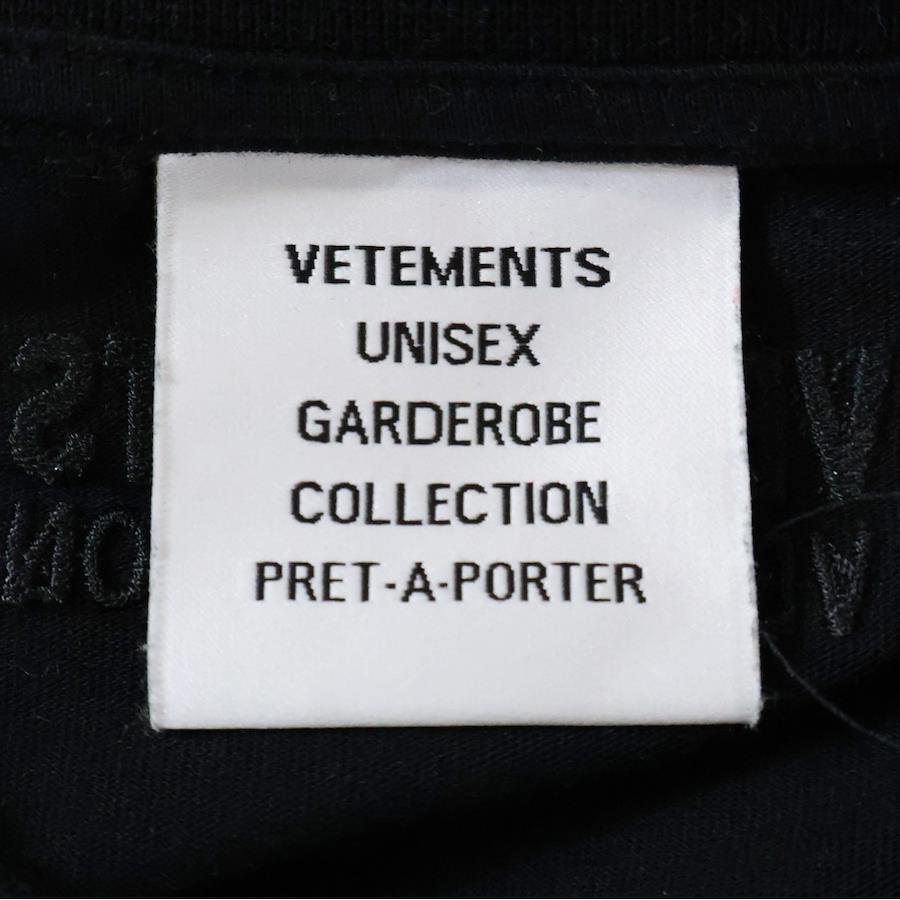 VETEMENTS
UNISEX
GARDEROBE
COLLECTION
PRET-A-PORTER